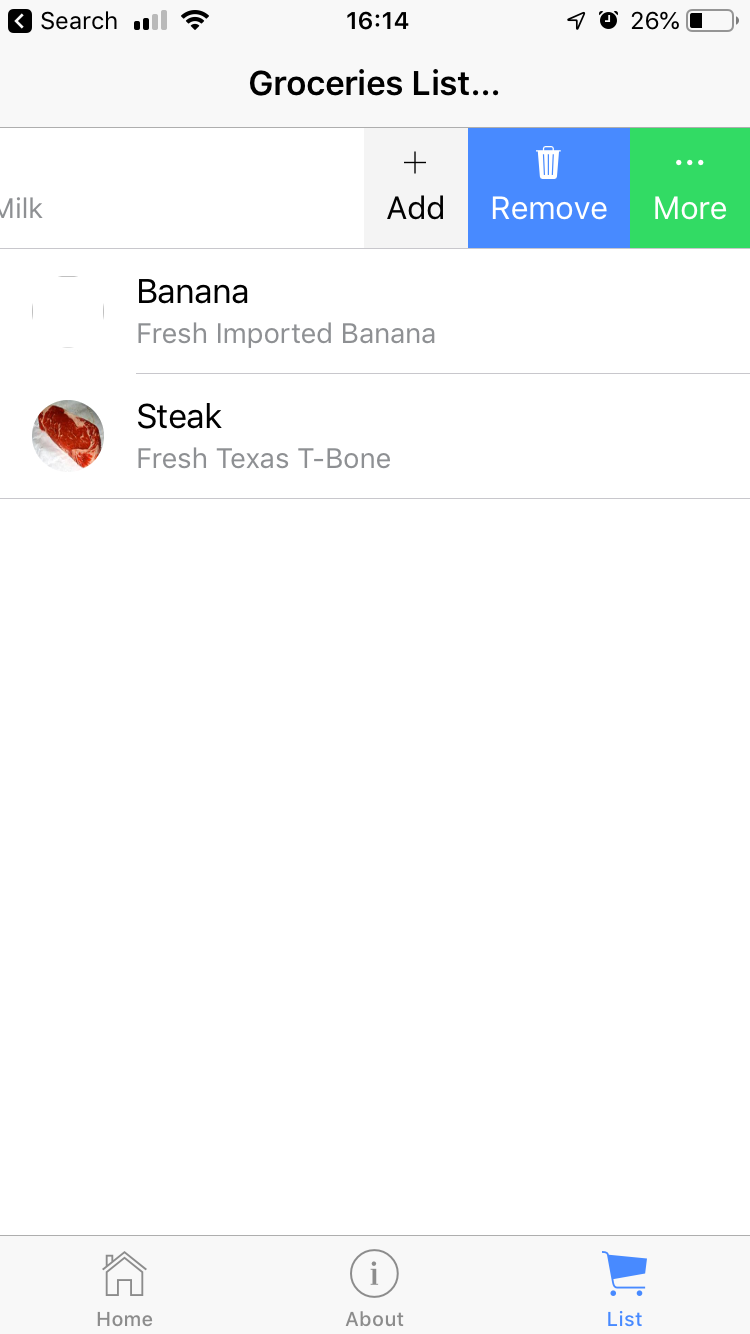 Search 16:14 26%
Groceries List...
Milk
Add Remove More
Banana
Fresh Imported Banana
Steak
Fresh Texas T-Bone
Home About List